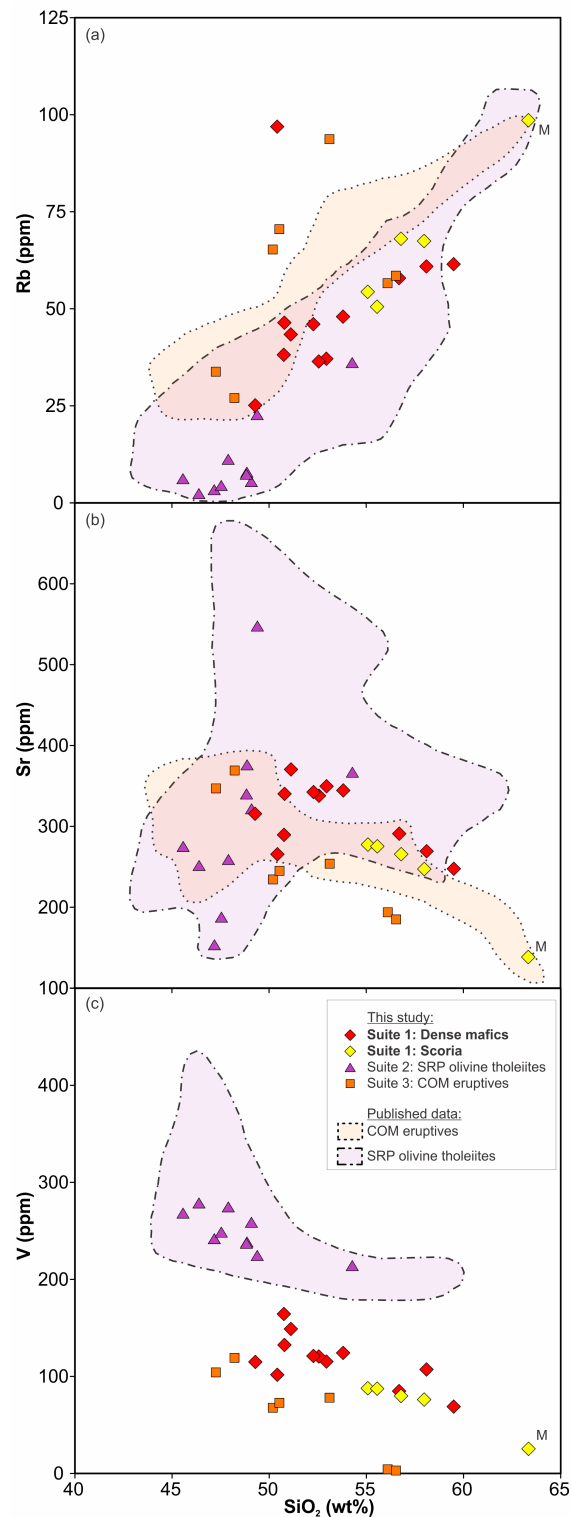 (a)
125
100
75
50
25
0
Rb (ppm)
M
(b)
600
500
400
300
200
100
Sr (ppm)
M
(c)
This study:
Suite 1: Dense mafics
Suite 1: Scoria
Suite 2: SRP olivine tholeiites
Suite 3: COM eruptives
Published data:
COM eruptives
SRP olivine tholeiites
400
300
200
100
0
V (ppm)
M
40 45 50 55 60 65
SiO₂ (wt%)